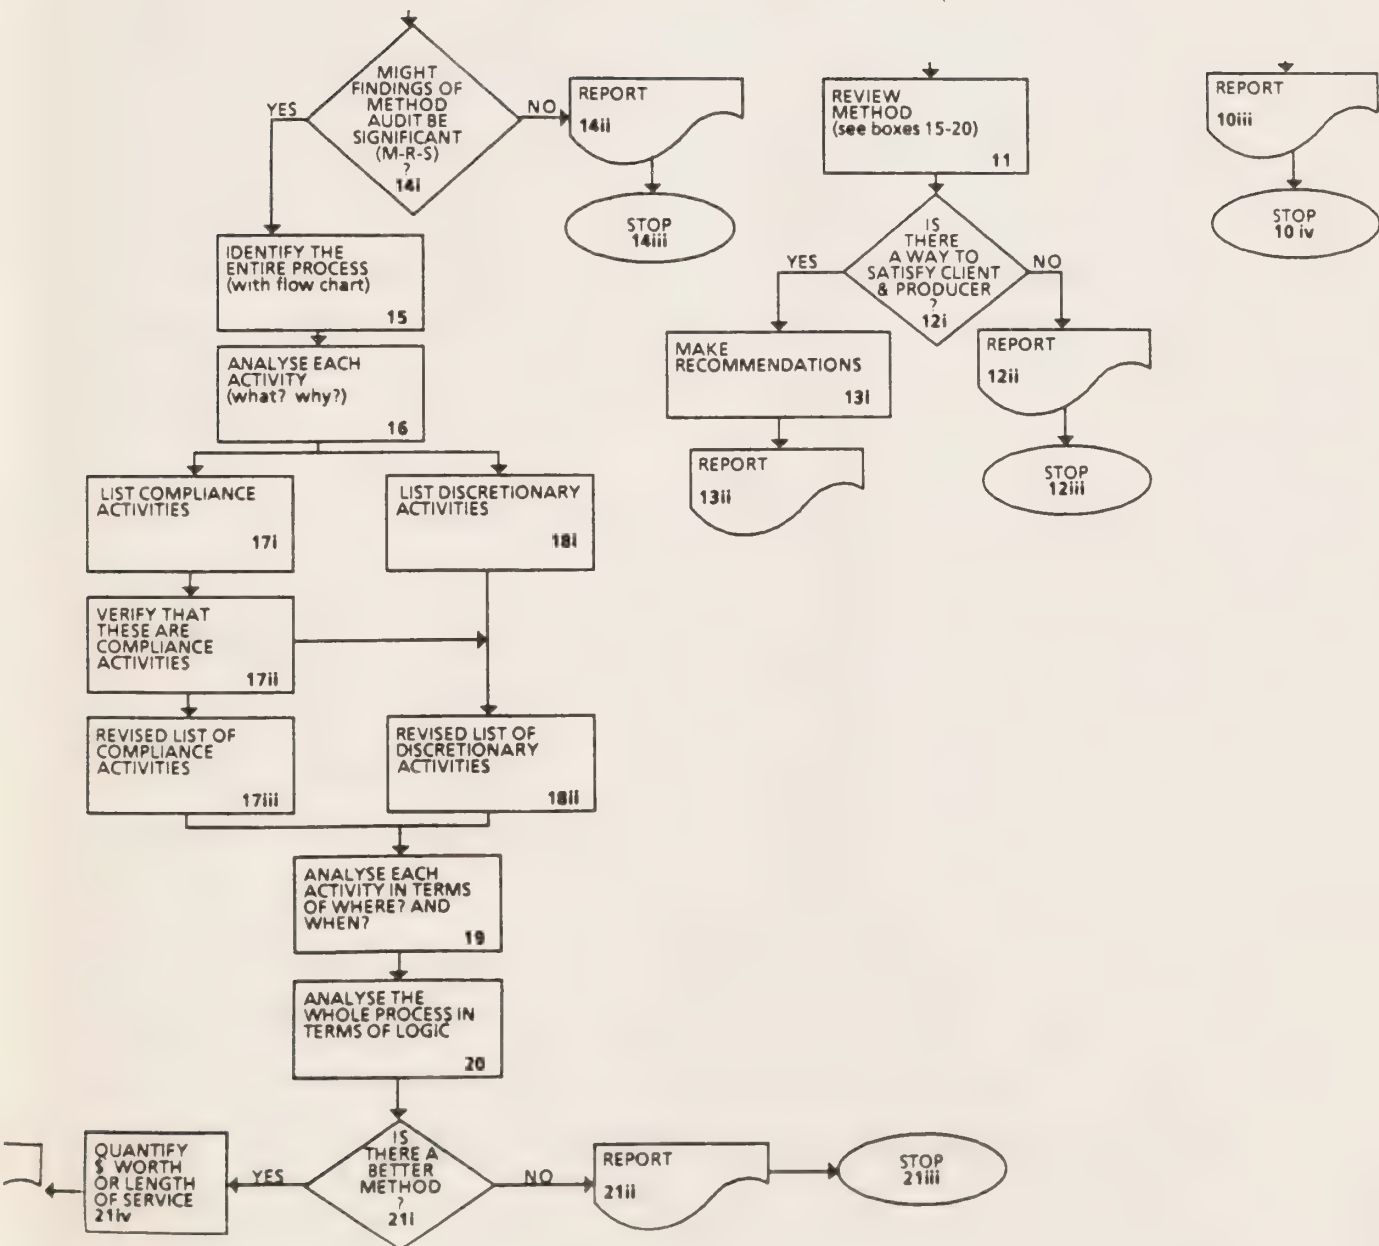 MIGHT
FINDINGS OF
METHOD
AUDIT BE
SIGNIFICANT
(M-R-S)
?
14i
YES
NO
REPORT
14ii
STOP
14iii
REVIEW
METHOD
(see boxes 15-20)
11
REPORT
10iii
STOP
10 iv
IS
THERE
A WAY TO
SATISFY CLIENT
& PRODUCER
?
12i
YES
NO
MAKE
RECOMMENDATIONS
13i
REPORT
13ii
REPORT
12ii
STOP
12iii
IDENTIFY THE
ENTIRE PROCESS
(with flow chart)
15
ANALYSE EACH
ACTIVITY
(what? why?)
16
LIST COMPLIANCE
ACTIVITIES
17i
LIST DISCRETIONARY
ACTIVITIES
18i
VERIFY THAT
THESE ARE
COMPLIANCE
ACTIVITIES
17ii
REVISED LIST OF
COMPLIANCE
ACTIVITIES
17iii
REVISED LIST OF
DISCRETIONARY
ACTIVITIES
18ii
ANALYSE EACH
ACTIVITY IN TERMS
OF WHERE? AND
WHEN?
19
ANALYSE THE
WHOLE PROCESS IN
TERMS OF LOGIC
20
IS
THERE A
BETTER
METHOD
?
21i
YES
NO
QUANTIFY
$ WORTH
OR LENGTH
OF SERVICE
21iv
REPORT
21ii
STOP
21iii